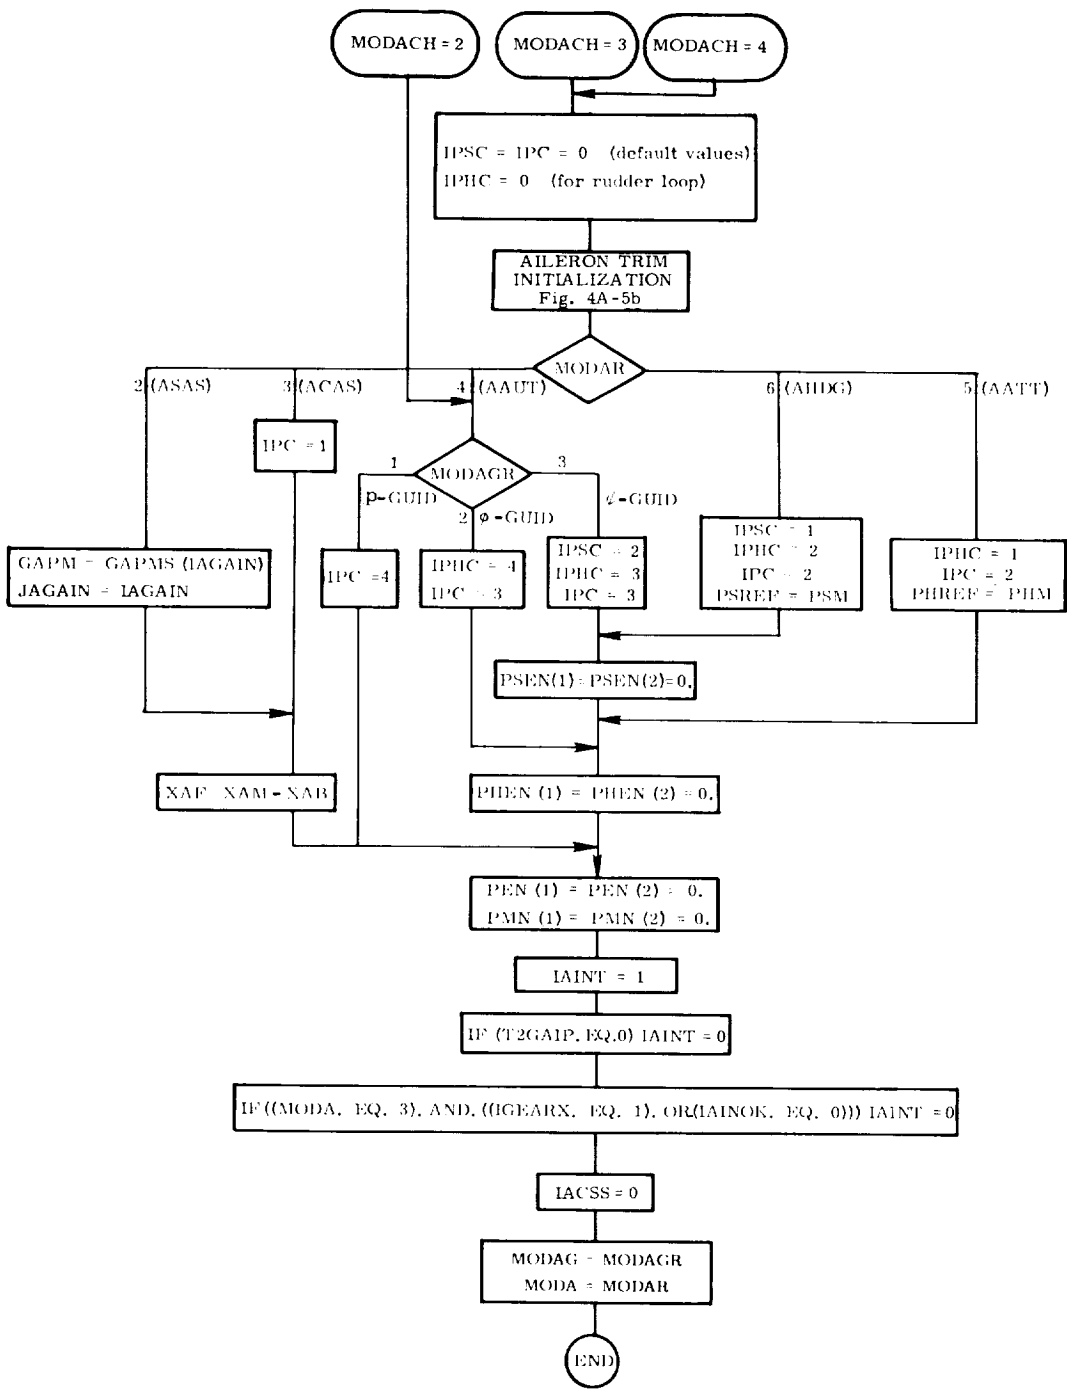 MODACH = 2
MODACH = 3
MODACH = 4
IPSC = IPC = 0 (default values)
IPHC = 0 (for rudder loop)
AILERON TRIM
INITIALIZATION
Fig. 4A-5b
MODAR
2 (ASAS)
3 (ACAS)
4 (AAUT)
6 (AHDG)
5 (AATT)
IPC = 1
MODAGR
1
p-GUID
2 φ-GUID
3
-GUID
GAPM = GAPMS (IAGAIN)
JAGAIN = IAGAIN
IPC = 4
IPHC = 4
IPC = 3
IPSC = 2
IPHC = 3
IPC = 3
IPSC = 1
IPHC = 2
IPC = 2
PSREF = PSM
IPHC = 1
IPC = 2
PHREF = PHM
PSEN(1) = PSEN(2)=0.
XAF XAM - XAB
PHEN (1) = PHEN (2) = 0.
PEN (1) = PEN (2) = 0.
PMN (1) = PMN (2) = 0.
IAINT = 1
IF (T2GAIP. EQ.0) IAINT = 0
IF ((MODA. EQ. 3). AND. ((IGEARX. EQ. 1). OR.(IAINOK. EQ. 0))) IAINT = 0
IACSS = 0
MODAG = MODAGR
MODA = MODAR
END